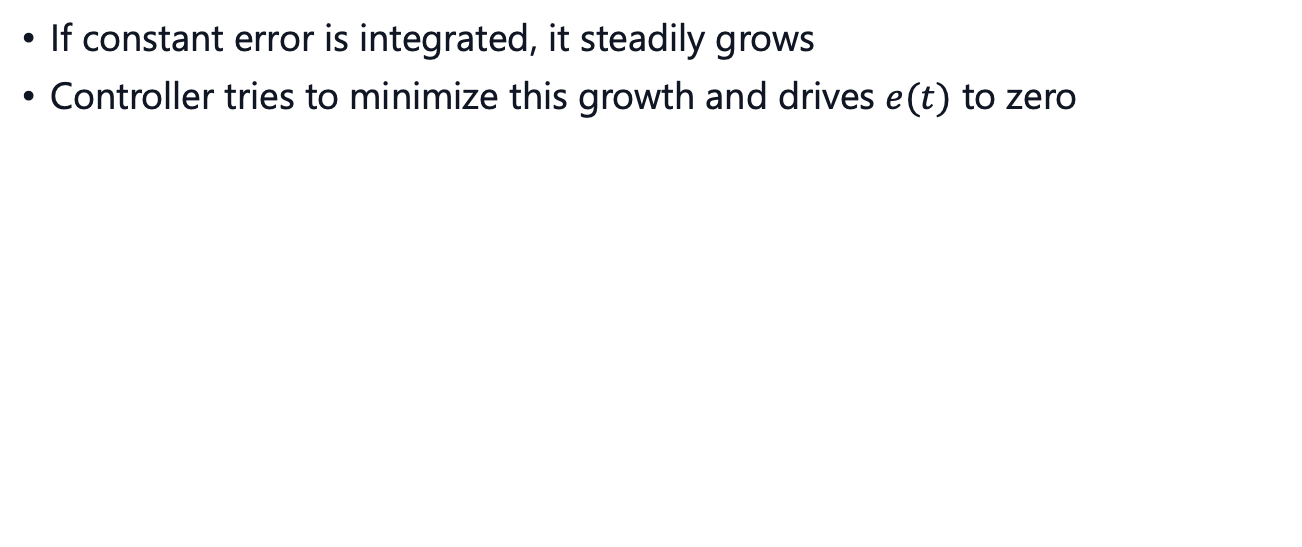 • If constant error is integrated, it steadily grows
• Controller tries to minimize this growth and drives e(t) to zero